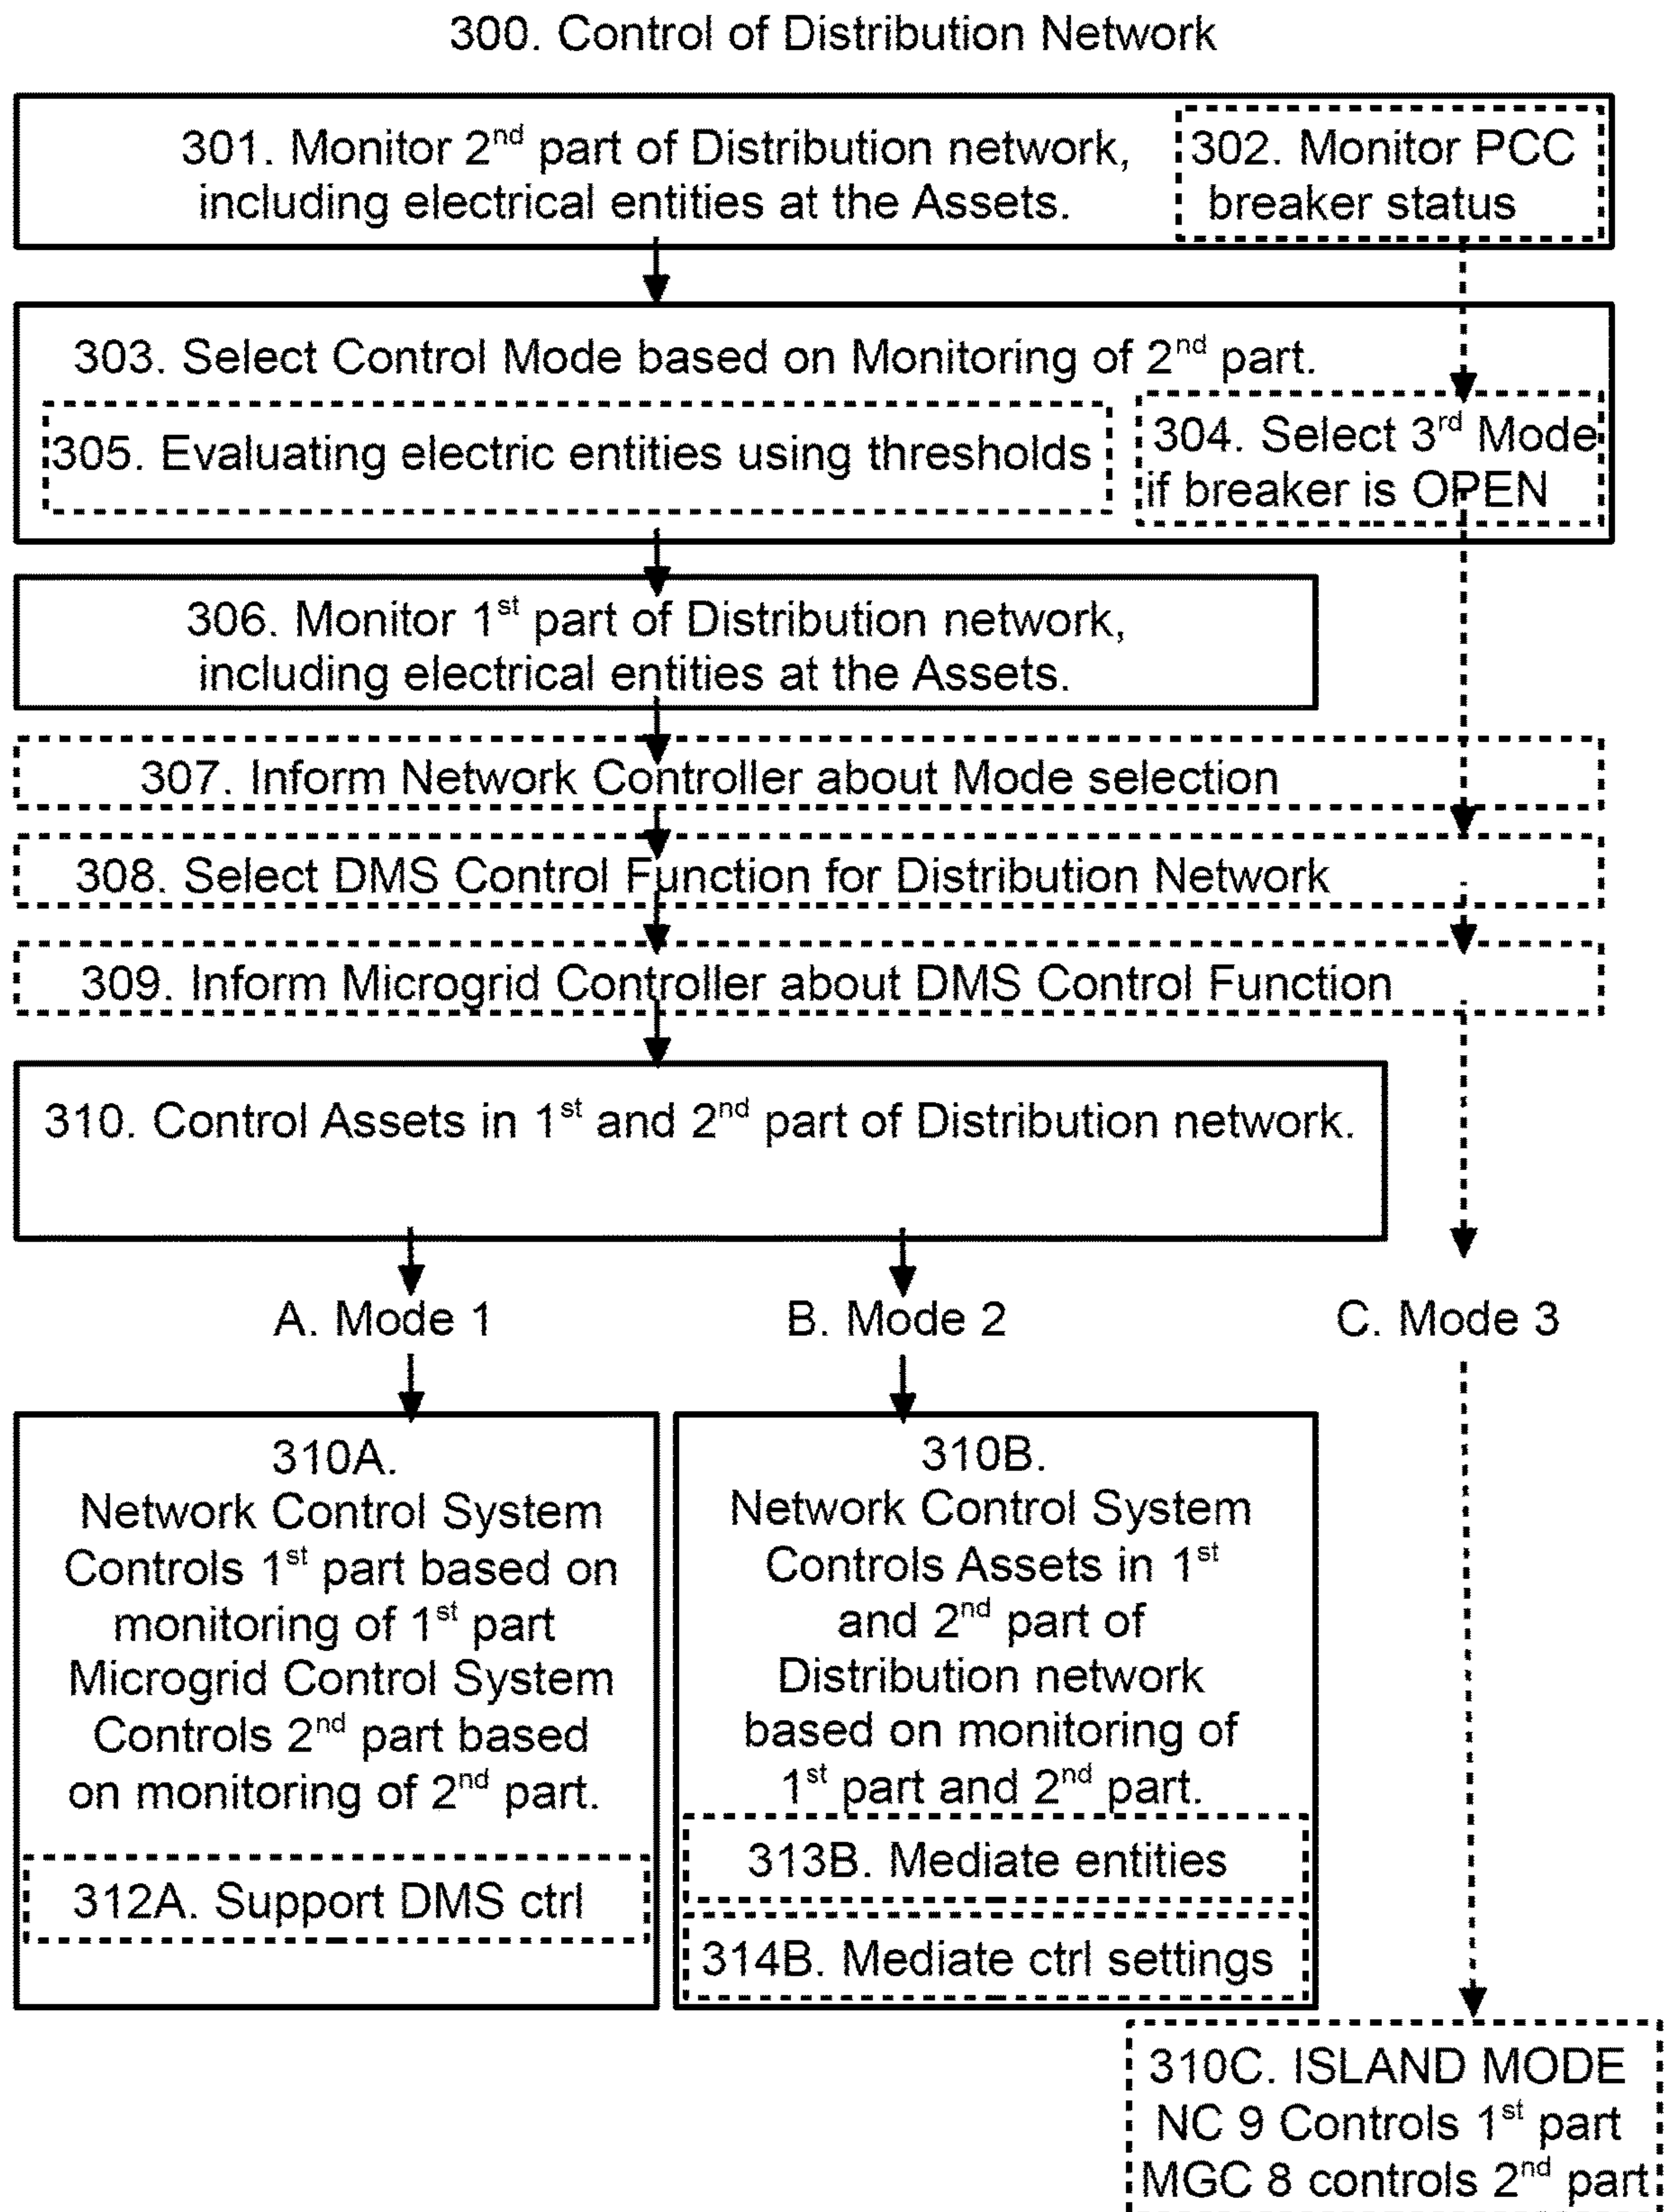 300. Control of Distribution Network
301. Monitor 2nd part of Distribution network,
including electrical entities at the Assets.
302. Monitor PCC
breaker status
303. Select Control Mode based on Monitoring of 2nd part.
305. Evaluating electric entities using thresholds
304. Select 3rd Mode
if breaker is OPEN
306. Monitor 1st part of Distribution network,
including electrical entities at the Assets.
307. Inform Network Controller about Mode selection
308. Select DMS Control Function for Distribution Network
309. Inform Microgrid Controller about DMS Control Function
310. Control Assets in 1st and 2nd part of Distribution network.
A. Mode 1
B. Mode 2
C. Mode 3
310A.
Network Control System
Controls 1st part based on
monitoring of 1st part
Microgrid Control System
Controls 2nd part based
on monitoring of 2nd part.
312A. Support DMS ctrl
310B.
Network Control System
Controls Assets in 1st
and 2nd part of
Distribution network
based on monitoring of
1st part and 2nd part.
313B. Mediate entities
314B. Mediate ctrl settings
310C. ISLAND MODE
NC 9 Controls 1st part
MGC 8 controls 2nd part